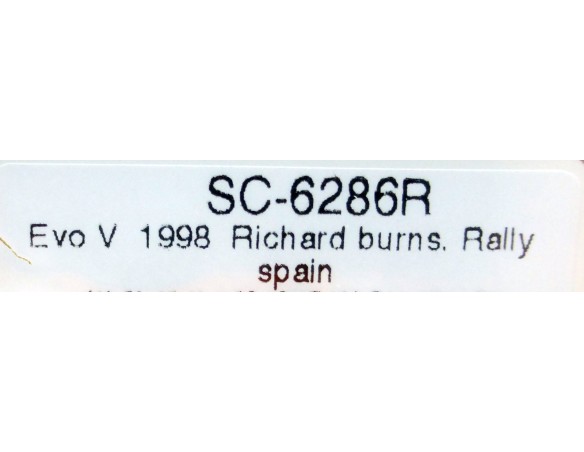 SC-6286R
Evo V 1998 Richard burns. Rally
spain